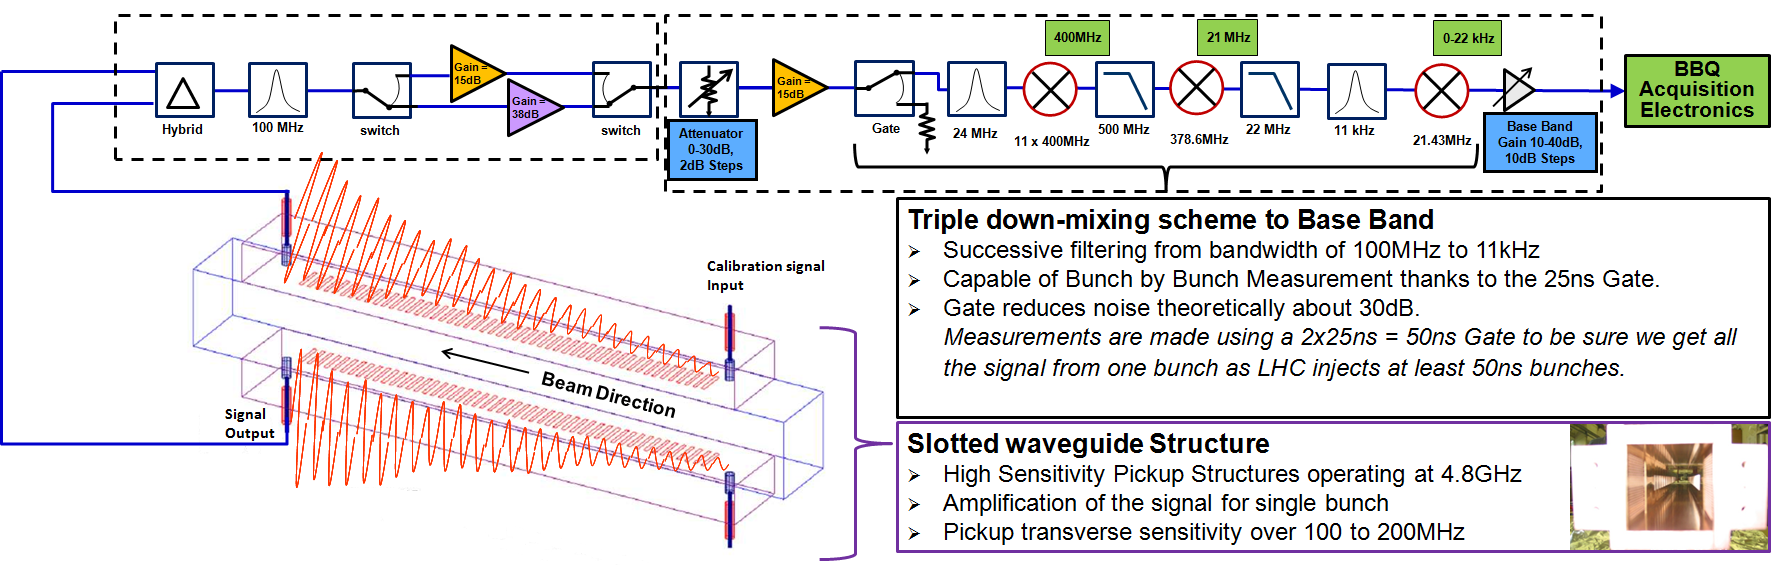 400MHz
21 MHz
0-22 kHz
Gain =
15dB
Gain =
38dB
Gain =
15dB
BBQ
Acquisition
Electronics
Hybrid
100 MHz
switch
switch
Attenuator
0-30dB,
2dB Steps
Gate
24 MHz
11 x 400MHz
500 MHz
378.6MHz
22 MHz
11 kHz
21.43MHz
Base Band
Gain 10-40dB,
10dB Steps
Calibration signal
Input
Beam Direction
Signal
Output
Triple down-mixing scheme to Base Band
➢ Successive filtering from bandwidth of 100MHz to 11kHz
➢ Capable of Bunch by Bunch Measurement thanks to the 25ns Gate.
➢ Gate reduces noise theoretically about 30dB.
Measurements are made using a 2x25ns = 50ns Gate to be sure we get all
the signal from one bunch as LHC injects at least 50ns bunches.
Slotted waveguide Structure
➢ High Sensitivity Pickup Structures operating at 4.8GHz
➢ Amplification of the signal for single bunch
➢ Pickup transverse sensitivity over 100 to 200MHz